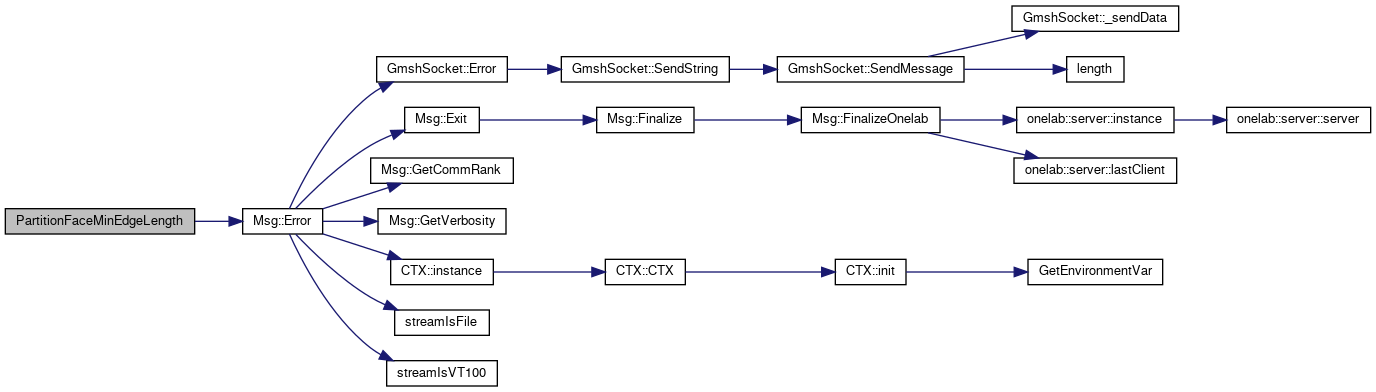 GmshSocket::_sendData
GmshSocket::Error
GmshSocket::SendString
GmshSocket::SendMessage
length
Msg::Exit
Msg::Finalize
Msg::FinalizeOnelab
onelab::server::instance
onelab::server::server
Msg::GetCommRank
onelab::server::lastClient
PartitionFaceMinEdgeLength
Msg::Error
Msg::GetVerbosity
CTX::instance
CTX::CTX
CTX::init
GetEnvironmentVar
streamIsFile
streamIsVT100